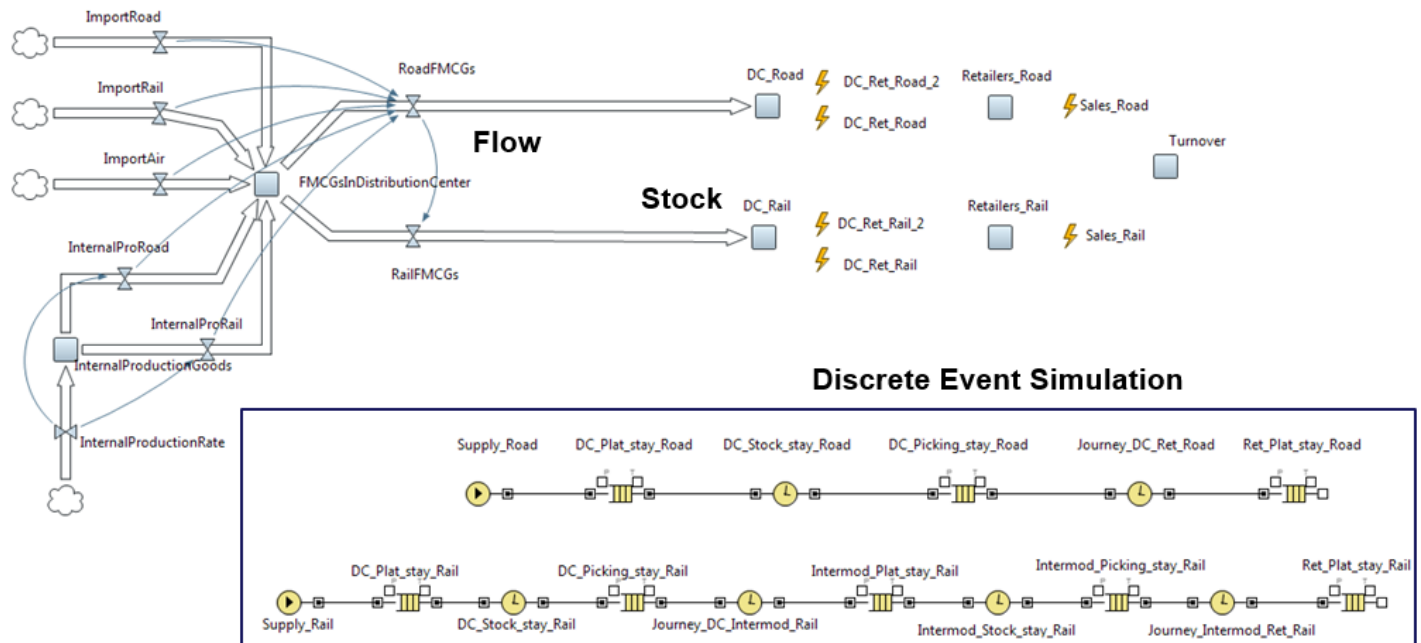 ImportRoad
ImportRail
RoadFMCGs
DC_Road
DC_Ret_Road_2
Retailers_Road
Sales_Road
DC_Ret_Road
Flow
Turnover
ImportAir
FMCGsInDistributionCenter
Stock
DC_Rail
DC_Ret_Rail_2
Retailers_Rail
Sales_Rail
DC_Ret_Rail
InternalProRoad
RailFMCGs
InternalProRail
InternalProductionGoods
InternalProductionRate
Discrete Event Simulation
Supply_Road
DC_Plat_stay_Road
DC_Stock_stay_Road
DC_Picking_stay_Road
Journey_DC_Ret_Road
Ret_Plat_stay_Road
Supply_Rail
DC_Plat_stay_Rail
DC_Stock_stay_Rail
DC_Picking_stay_Rail
Journey_DC_Intermod_Rail
Intermod_Plat_stay_Rail
Intermod_Stock_stay_Rail
Intermod_Picking_stay_Rail
Journey_Intermod_Ret_Rail
Ret_Plat_stay_Rail